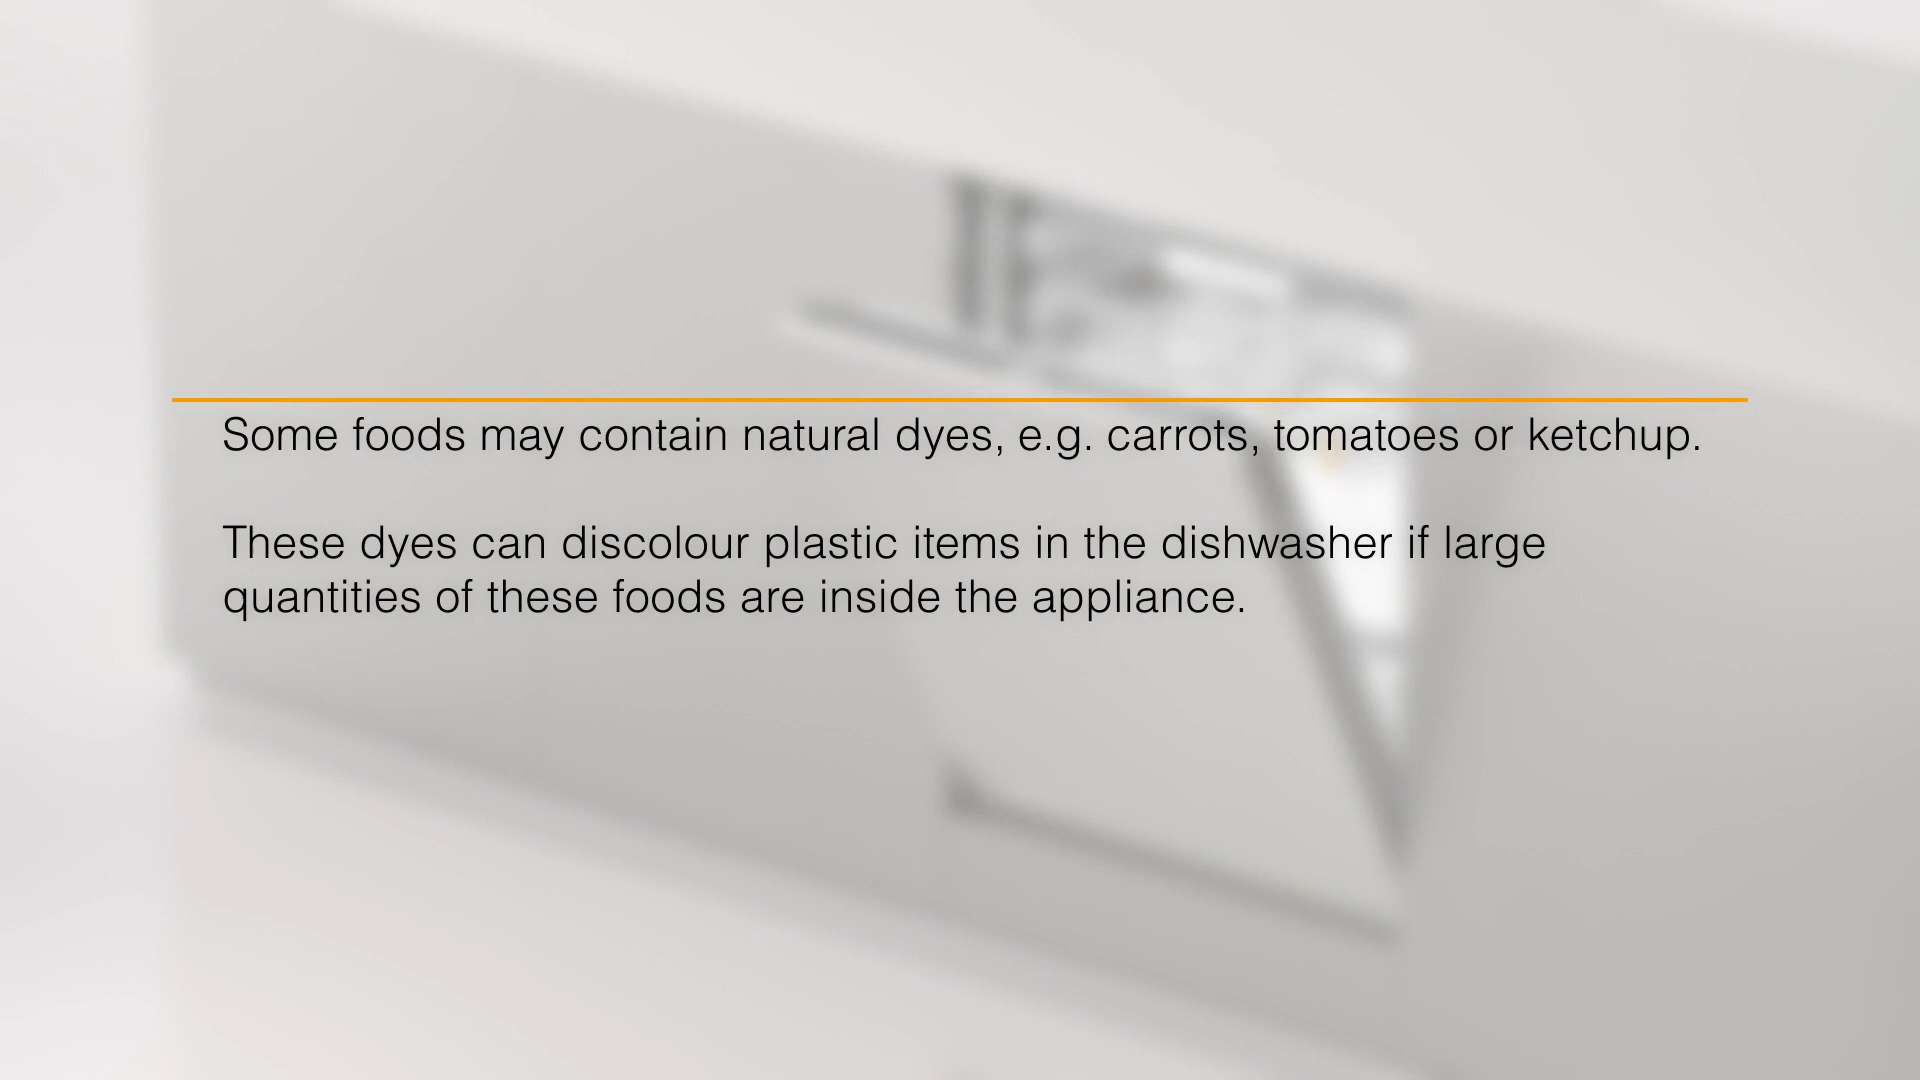 Some foods may contain natural dyes, e.g. carrots, tomatoes or ketchup.
These dyes can discolour plastic items in the dishwasher if large
quantities of these foods are inside the appliance.